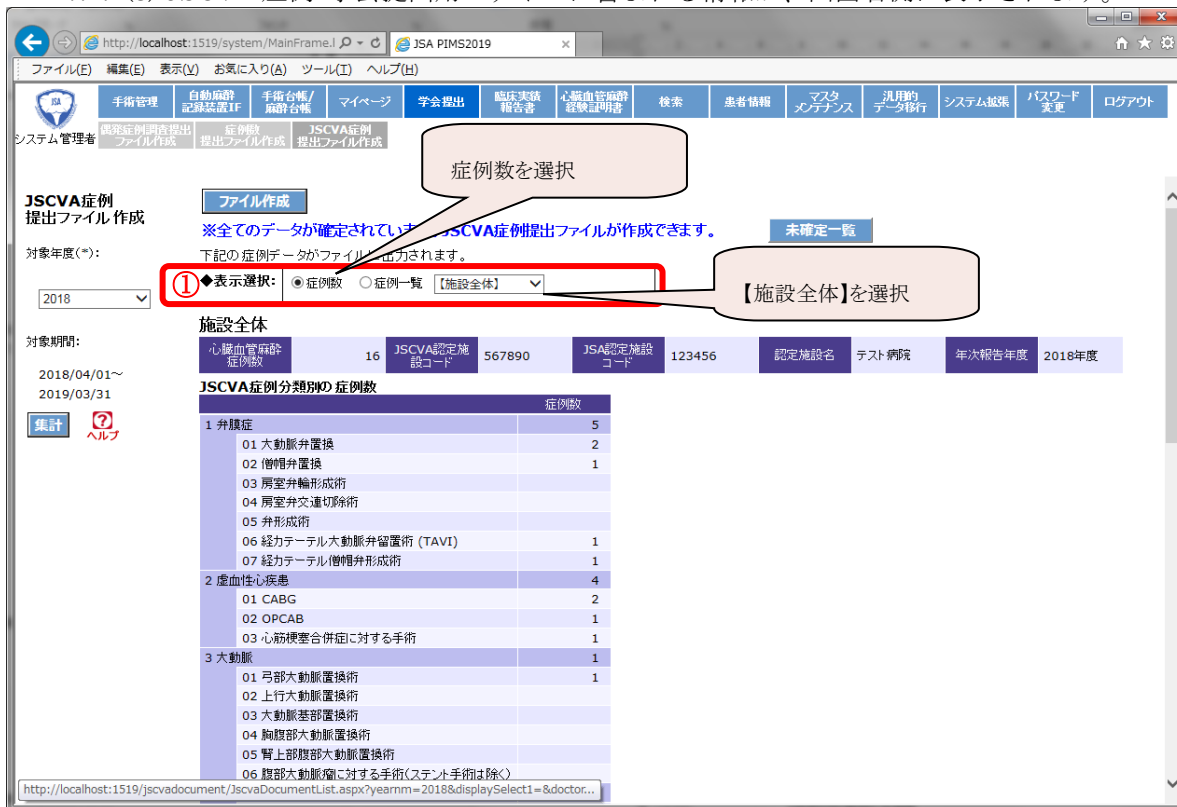 http://localhost:1519/system/MainFrame.l
JSA PIMS2019
ファイル(F) 編集(E) 表示(V) お気に入り(A) ツール(T) ヘルプ(H)
JSA
システム管理者
手術管理
自動麻酔
記録装置IF
手術台帳/
麻酔台帳
マイページ
学会提出
臨床実績
報告書
心臓血管麻酔
経験証明書
検索
患者情報
マスタ
メンテナンス
汎用的
データ移行
システム拡張
パスワード
変更
ログアウト
偶発症例調査提出
ファイル作成
症例数
提出ファイル作成
JSCVA症例
提出ファイル作成
症例数を選択
JSCVA症例
提出ファイル作成
対象年度(*):
2018
対象期間:
2018/04/01~
2019/03/31
集計
ヘルプ
ファイル作成
※全てのデータが確定されてい
JSCVA症例提出ファイルが作成できます。
未確定一覧
下記の症例データがファイルに出力されます。
①
◆表示選択: 症例数 症例一覧 【施設全体】
【施設全体】を選択
施設全体
心臓血管麻酔
症例数
16
JSCVA認定施
設コード
567890
JSA認定施設
コード
123456
認定施設名 テスト病院
年次報告年度 2018年度
JSCVA症例分類別の症例数
症例数
1 弁膜症 5
01 大動脈弁置換 2
02 僧帽弁置換 1
03 房室弁輪形成術
04 房室弁交連切除術
05 弁形成術
06 経カテーテル大動脈弁留置術 (TAVI) 1
07 経カテーテル僧帽弁形成術 1
2 虚血性心疾患 4
01 CABG 2
02 OPCAB 1
03 心筋梗塞合併症に対する手術 1
3 大動脈 1
01 弓部大動脈置換術 1
02 上行大動脈置換術
03 大動脈基部置換術
04 胸腹部大動脈置換術
05 腎上部腹部大動脈置換術
06 腹部大動脈瘤に対する手術(ステント手術は除く)
http://localhost:1519/jscvadocument/JscvaDocumentList.aspx?yearnm=2018&displaySelect1=&doctor...